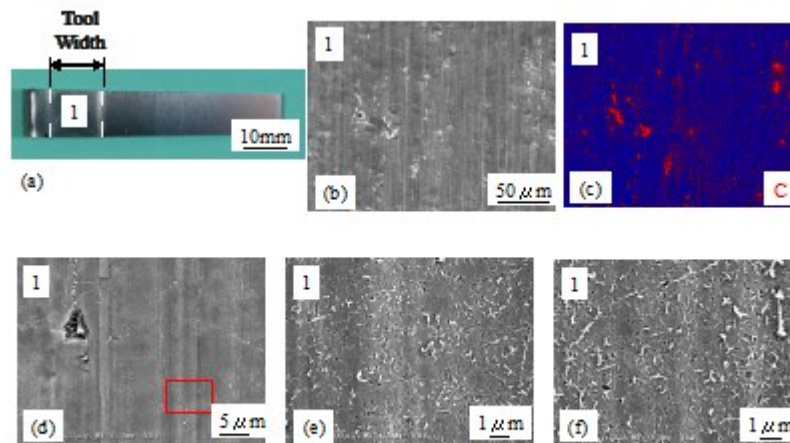 Tool
Width
1
10mm
(a)
1
(b)
50 μm
1
(c)
C
1
(d)
5 μm
1
(e)
1 μm
1
(f)
1 μm